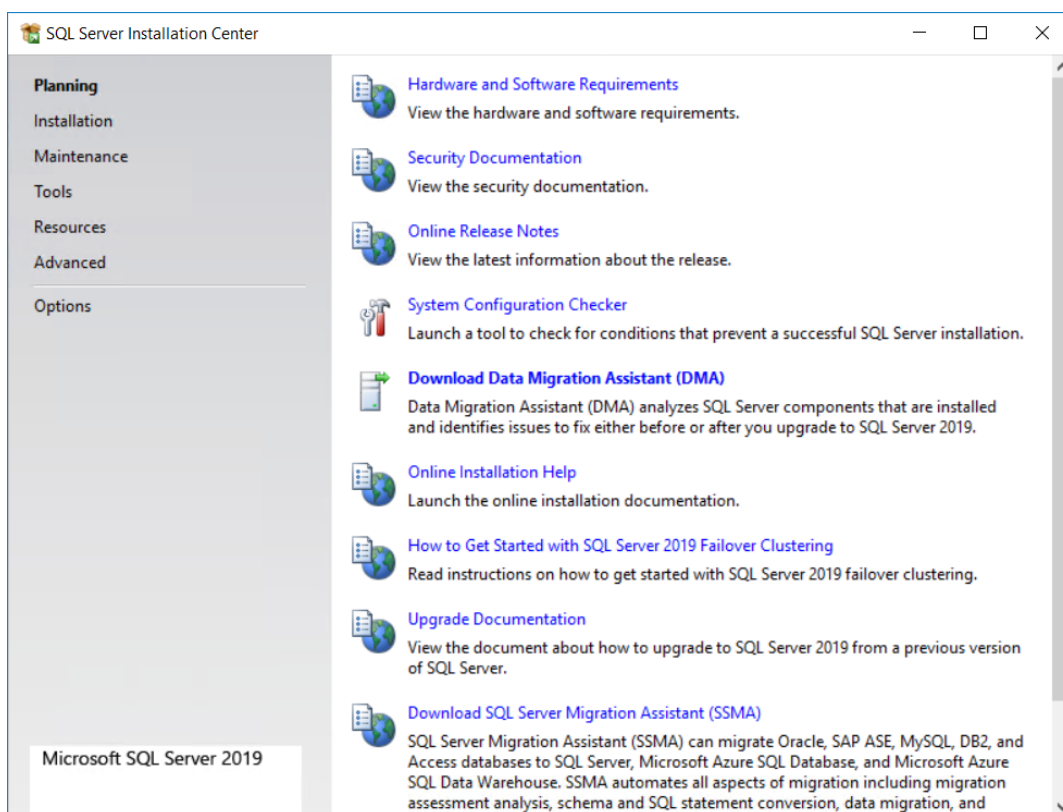 SQL Server Installation Center
Planning
Installation
Maintenance
Tools
Resources
Advanced
Options
Microsoft SQL Server 2019
Hardware and Software Requirements
View the hardware and software requirements.
Security Documentation
View the security documentation.
Online Release Notes
View the latest information about the release.
System Configuration Checker
Launch a tool to check for conditions that prevent a successful SQL Server installation.
Download Data Migration Assistant (DMA)
Data Migration Assistant (DMA) analyzes SQL Server components that are installed
and identifies issues to fix either before or after you upgrade to SQL Server 2019.
Online Installation Help
Launch the online installation documentation.
How to Get Started with SQL Server 2019 Failover Clustering
Read instructions on how to get started with SQL Server 2019 failover clustering.
Upgrade Documentation
View the document about how to upgrade to SQL Server 2019 from a previous version
of SQL Server.
Download SQL Server Migration Assistant (SSMA)
SQL Server Migration Assistant (SSMA) can migrate Oracle, SAP ASE, MySQL, DB2, and
Access databases to SQL Server, Microsoft Azure SQL Database, and Microsoft Azure
SQL Data Warehouse. SSMA automates all aspects of migration including migration
assessment analysis, schema and SQL statement conversion, data migration, and